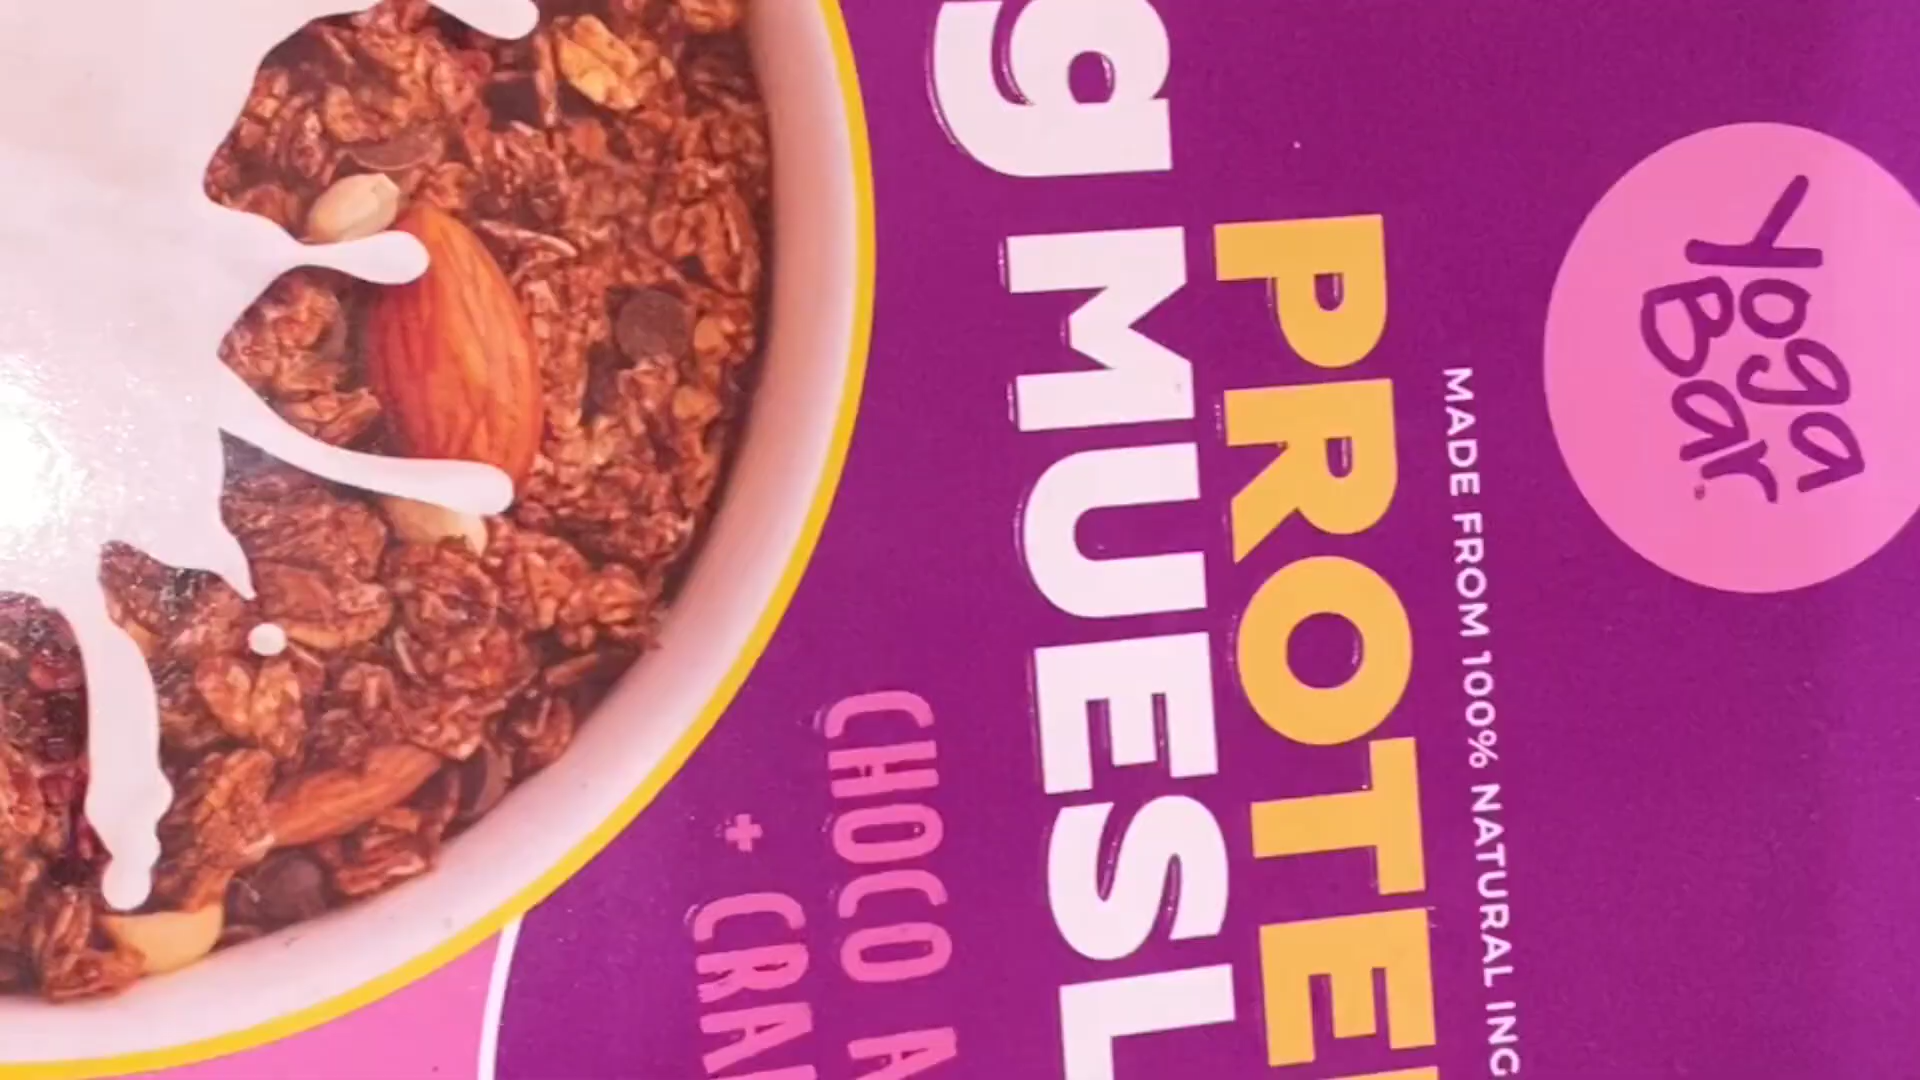 Yoga
Bar
MADE FROM 100% NATURAL ING
PROTE
g MUESL
CHOCO A
+ CRA